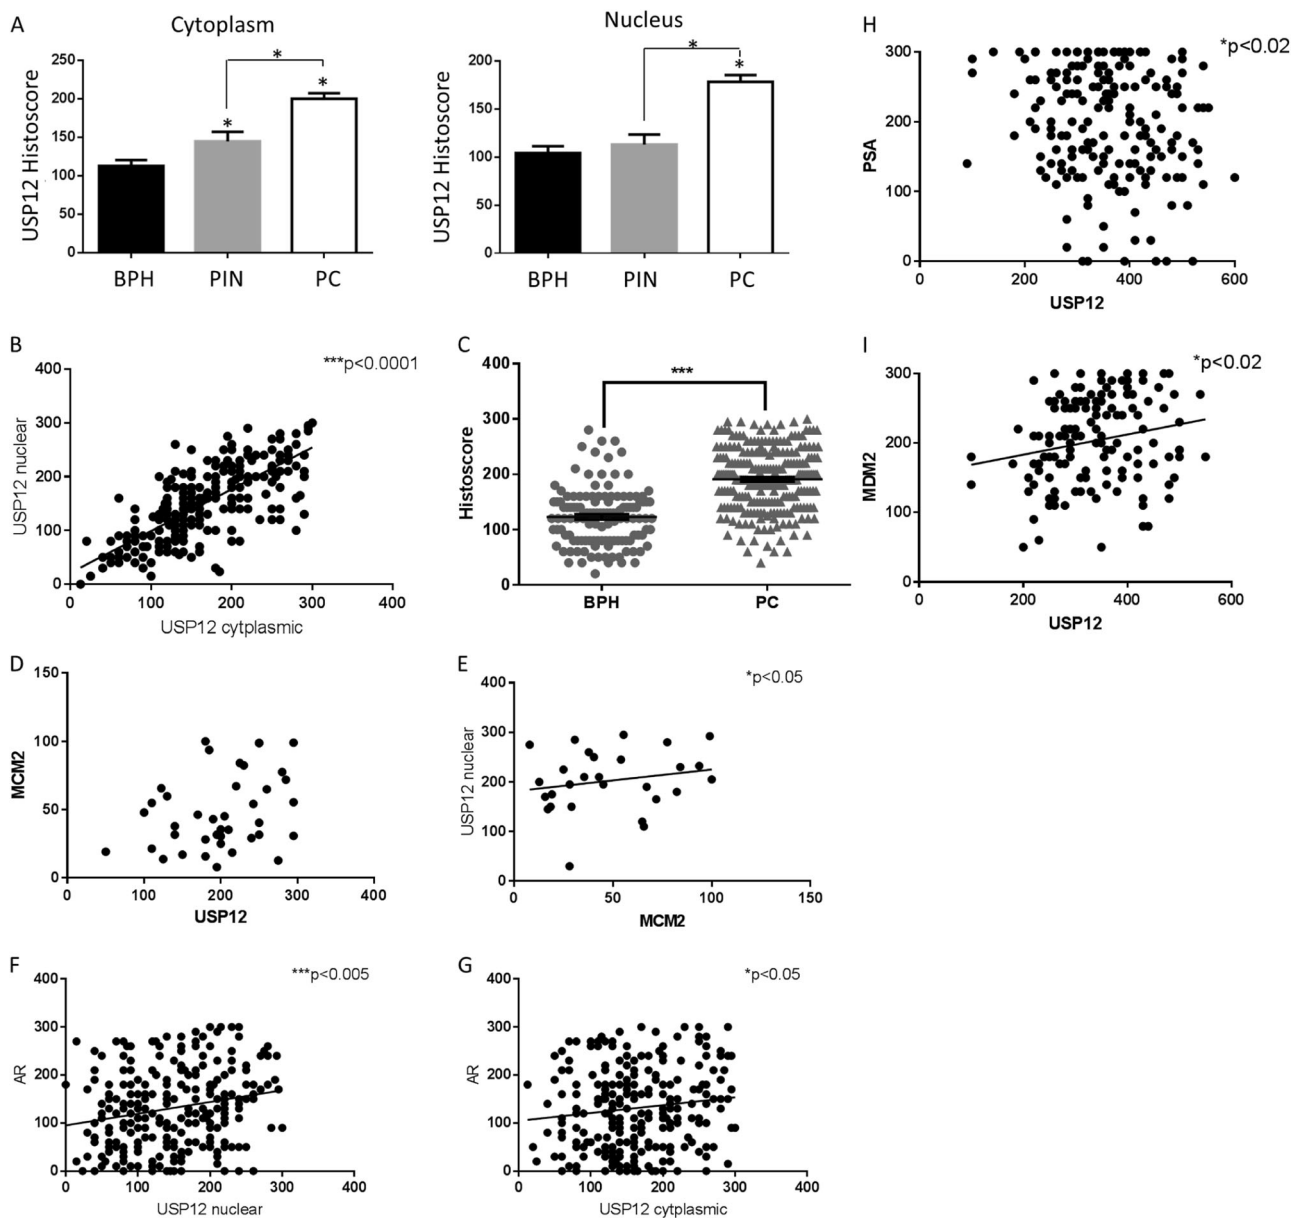 A
Cytoplasm
USP12 Histoscore
250
200
150
100
50
0
*
*
*
BPH
PIN
PC
Nucleus
USP12 Histoscore
200
150
100
50
0
*
*
BPH
PIN
PC
B
***p<0.0001
USP12 nuclear
400
300
200
100
0
0
100
200
300
400
USP12 cytplasmic
C
Histoscore
400
300
200
100
0
***
BPH
PC
D
MCM2
150
100
50
0
0
100
200
300
400
USP12
E
*p<0.05
USP12 nuclear
400
300
200
100
0
0
50
100
150
MCM2
F
***p<0.005
AR
400
300
200
100
0
0
100
200
300
400
USP12 nuclear
G
*p<0.05
AR
400
300
200
100
0
0
100
200
300
400
USP12 cytplasmic
H
*p<0.02
PSA
300
200
100
0
0
200
400
600
USP12
I
*p<0.02
MDM2
300
200
100
0
0
200
400
600
USP12